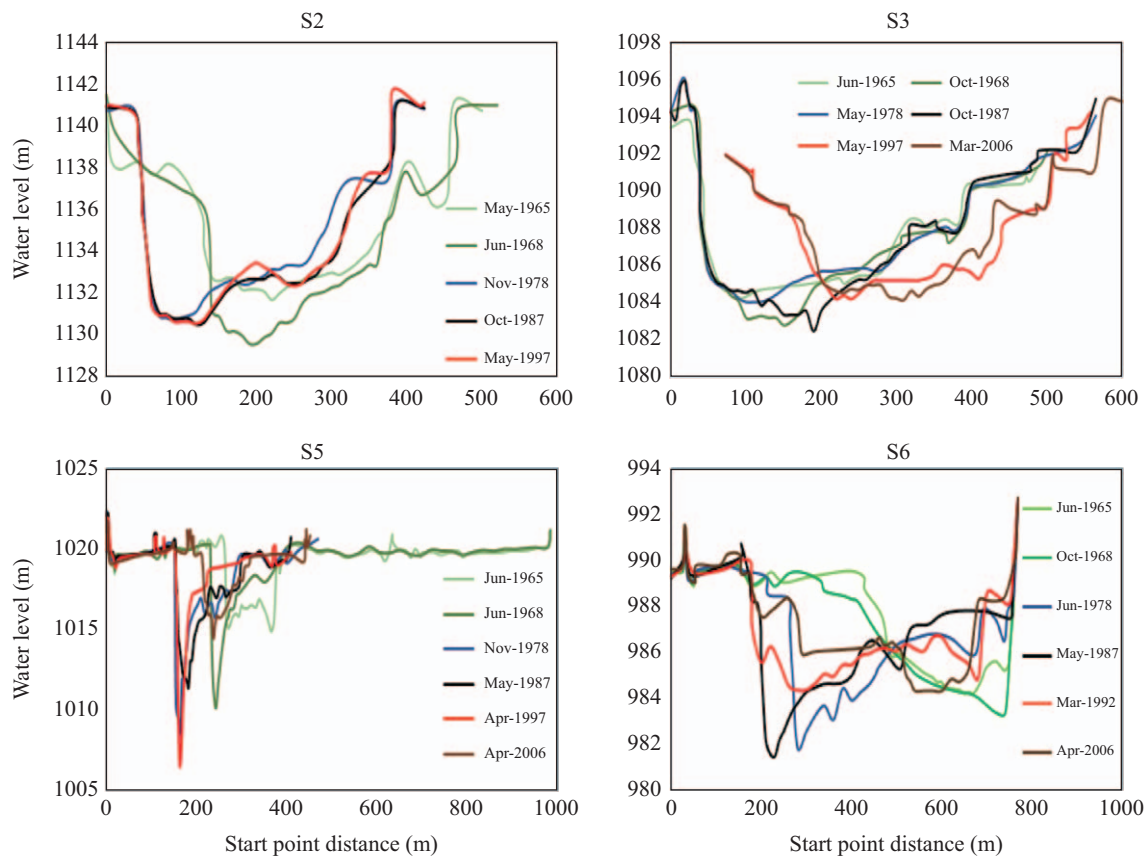 S2
1144
1142
1140
1138
1136
1134
1132
1130
1128
0 100 200 300 400 500 600
Water level (m)
May-1965
Jun-1968
Nov-1978
Oct-1987
May-1997
S3
1098
1096
1094
1092
1090
1088
1086
1084
1082
1080
0 100 200 300 400 500 600
Jun-1965 Oct-1968
May-1978 Oct-1987
May-1997 Mar-2006
S5
1025
1020
1015
1010
1005
0 200 400 600 800 1000
Water level (m)
Start point distance (m)
Jun-1965
Jun-1968
Nov-1978
May-1987
Apr-1997
Apr-2006
S6
994
992
990
988
986
984
982
980
0 200 400 600 800 1000
Start point distance (m)
Jun-1965
Oct-1968
Jun-1978
May-1987
Mar-1992
Apr-2006